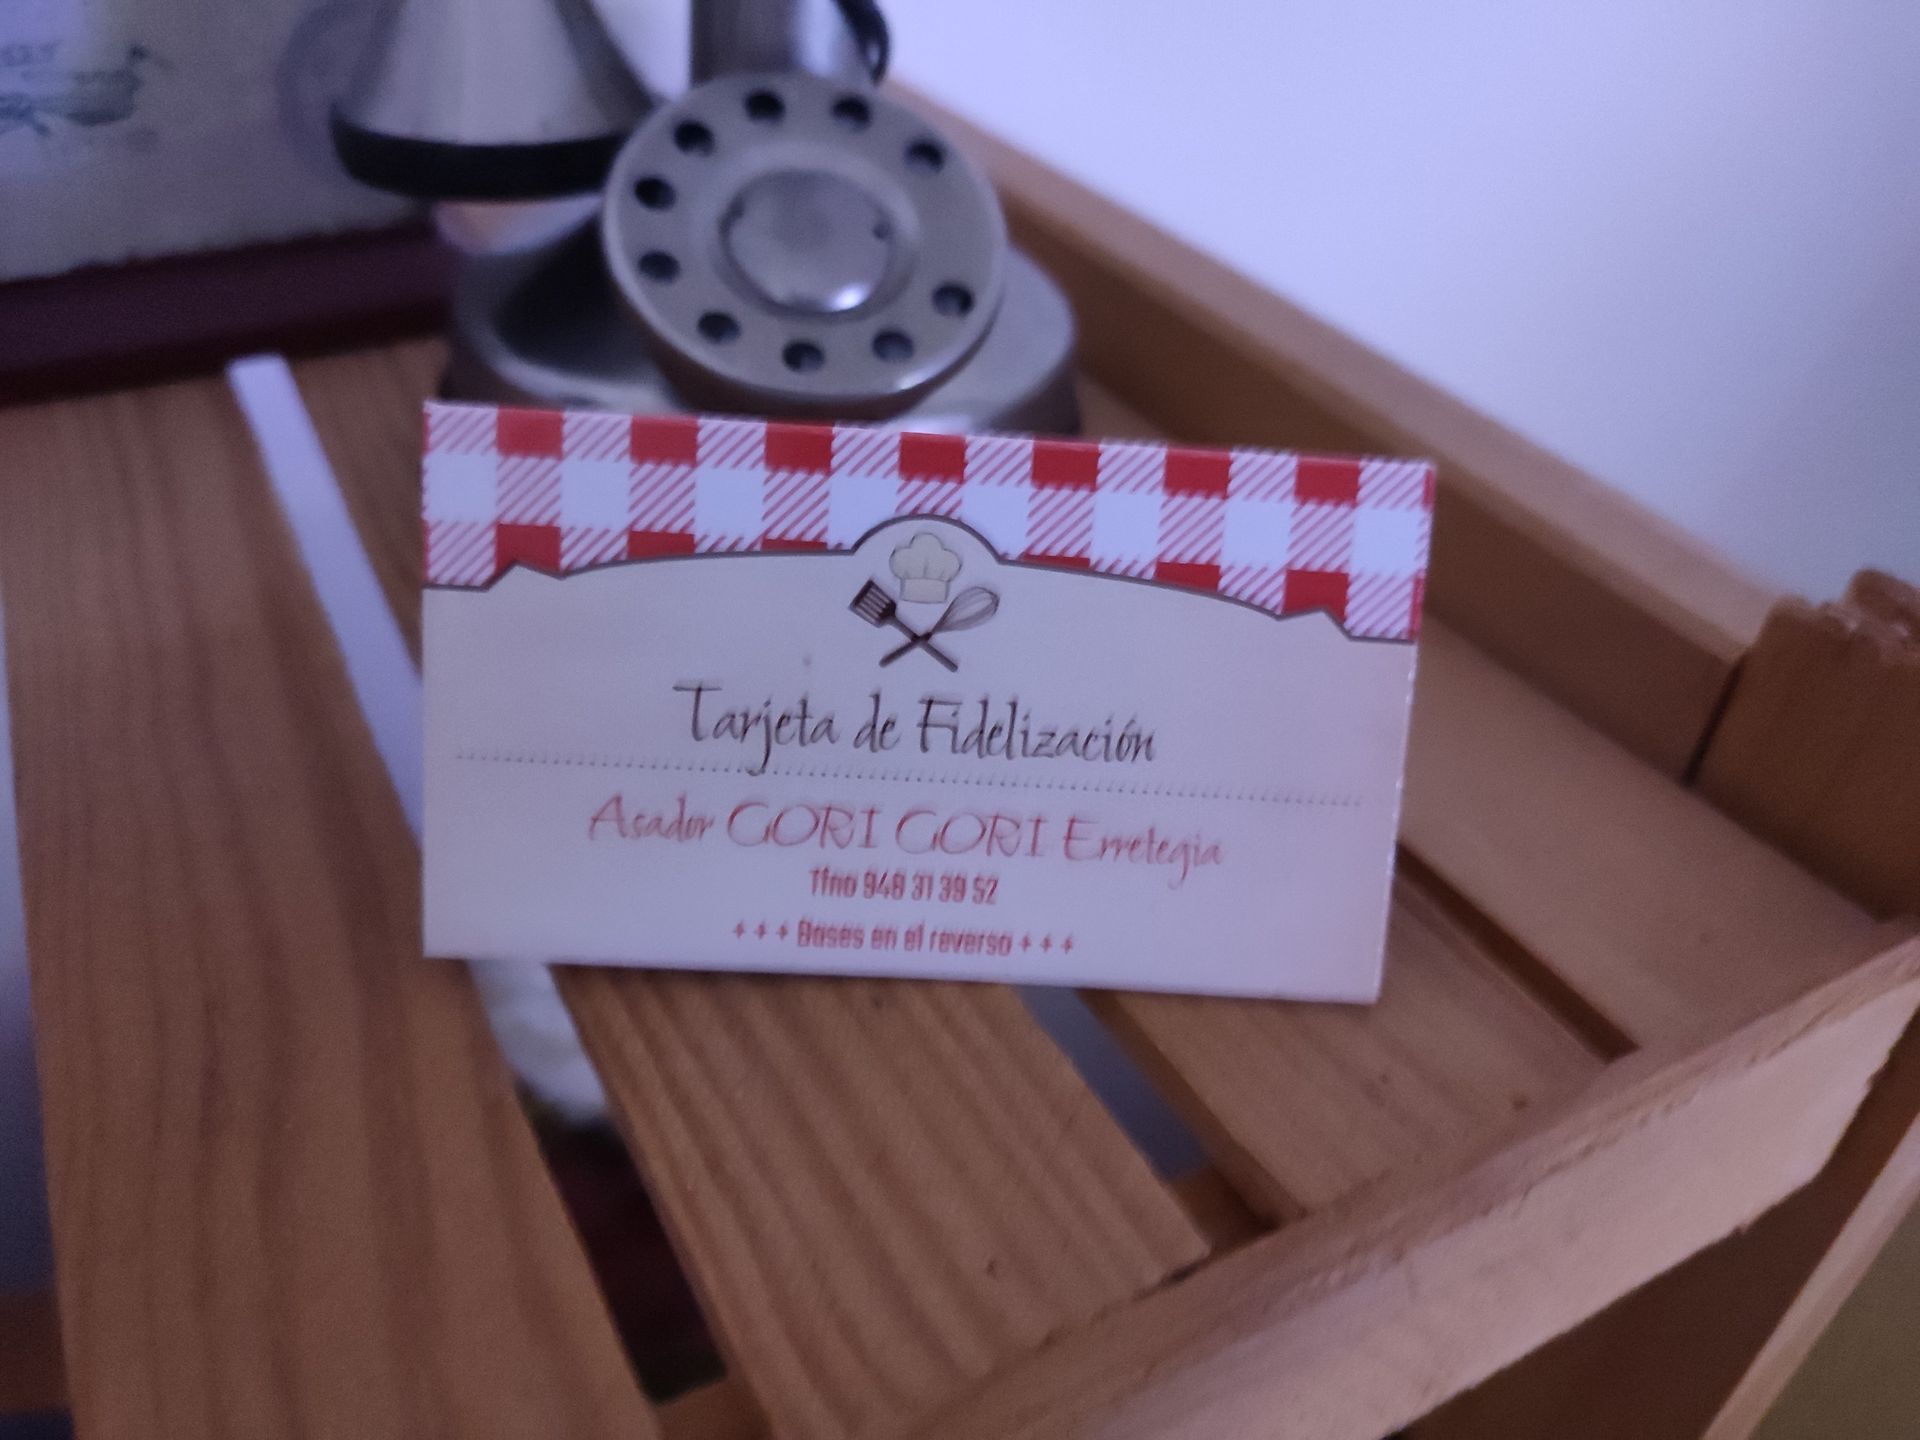 Tarjeta de Fidelización
Asador GORI GORI Erretegia
Tfno 948 31 39 52
+ + + Bases en el reverso + + +